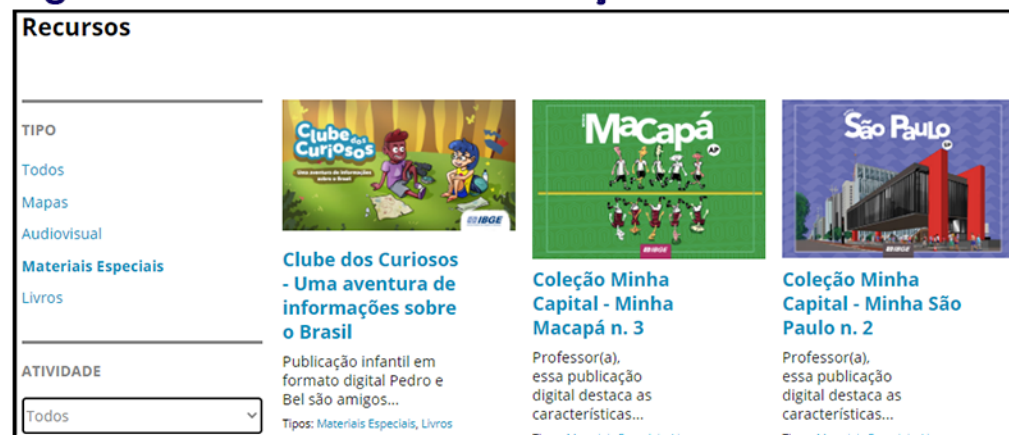 Recursos
TIPO
Todos
Mapas
Audiovisual
Materiais Especiais
Livros
ATIVIDADE
Todos
Clube dos
Curiosos
Uma aventura de informações
sobre o Brasil
IBGE
Clube dos Curiosos
- Uma aventura de
informações sobre
o Brasil
Publicação infantil em
formato digital Pedro e
Bel são amigos...
Tipos: Materiais Especiais, Livros
Macapá
AP
IBGE
Coleção Minha
Capital - Minha
Macapá n. 3
Professor(a),
essa publicação
digital destaca as
características...
São Paulo
SP
IBGE
Coleção Minha
Capital - Minha São
Paulo n. 2
Professor(a),
essa publicação
digital destaca as
características...